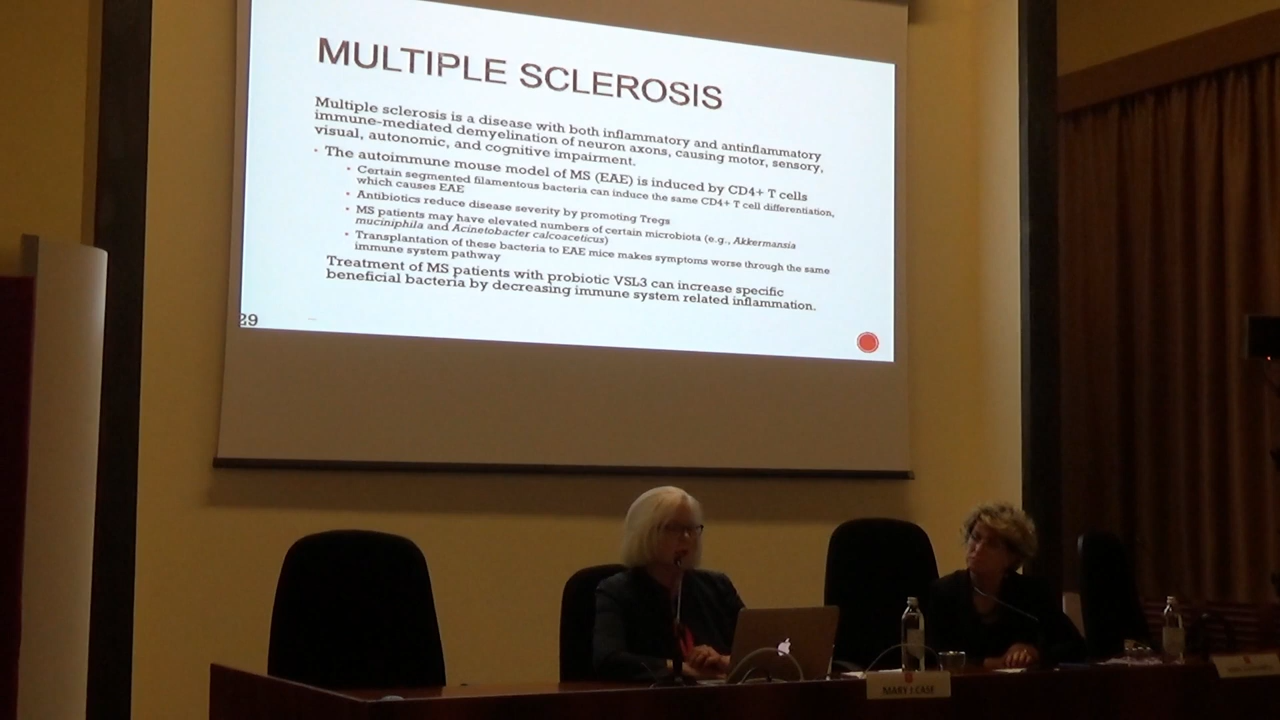 MULTIPLE SCLEROSIS
Multiple sclerosis is a disease with both inflammatory and antinflammatory
immune-mediated demyelination of neuron axons, causing motor, sensory,
visual, autonomic, and cognitive impairment.
• The autoimmune mouse model of MS (EAE) is induced by CD4+ T cells
• Certain segmented filamentous bacteria can induce the same CD4+ T cell differentiation,
which causes EAE
• Antibiotics reduce disease severity by promoting Tregs
• MS patients may have elevated numbers of certain microbiota (e.g., Akkermansia
muciniphila and Acinetobacter calcoaceticus)
• Transplantation of these bacteria to EAE mice makes symptoms worse through the same
immune system pathway
Treatment of MS patients with probiotic VSL3 can increase specific
beneficial bacteria by decreasing immune system related inflammation.
29
MARY J CASE